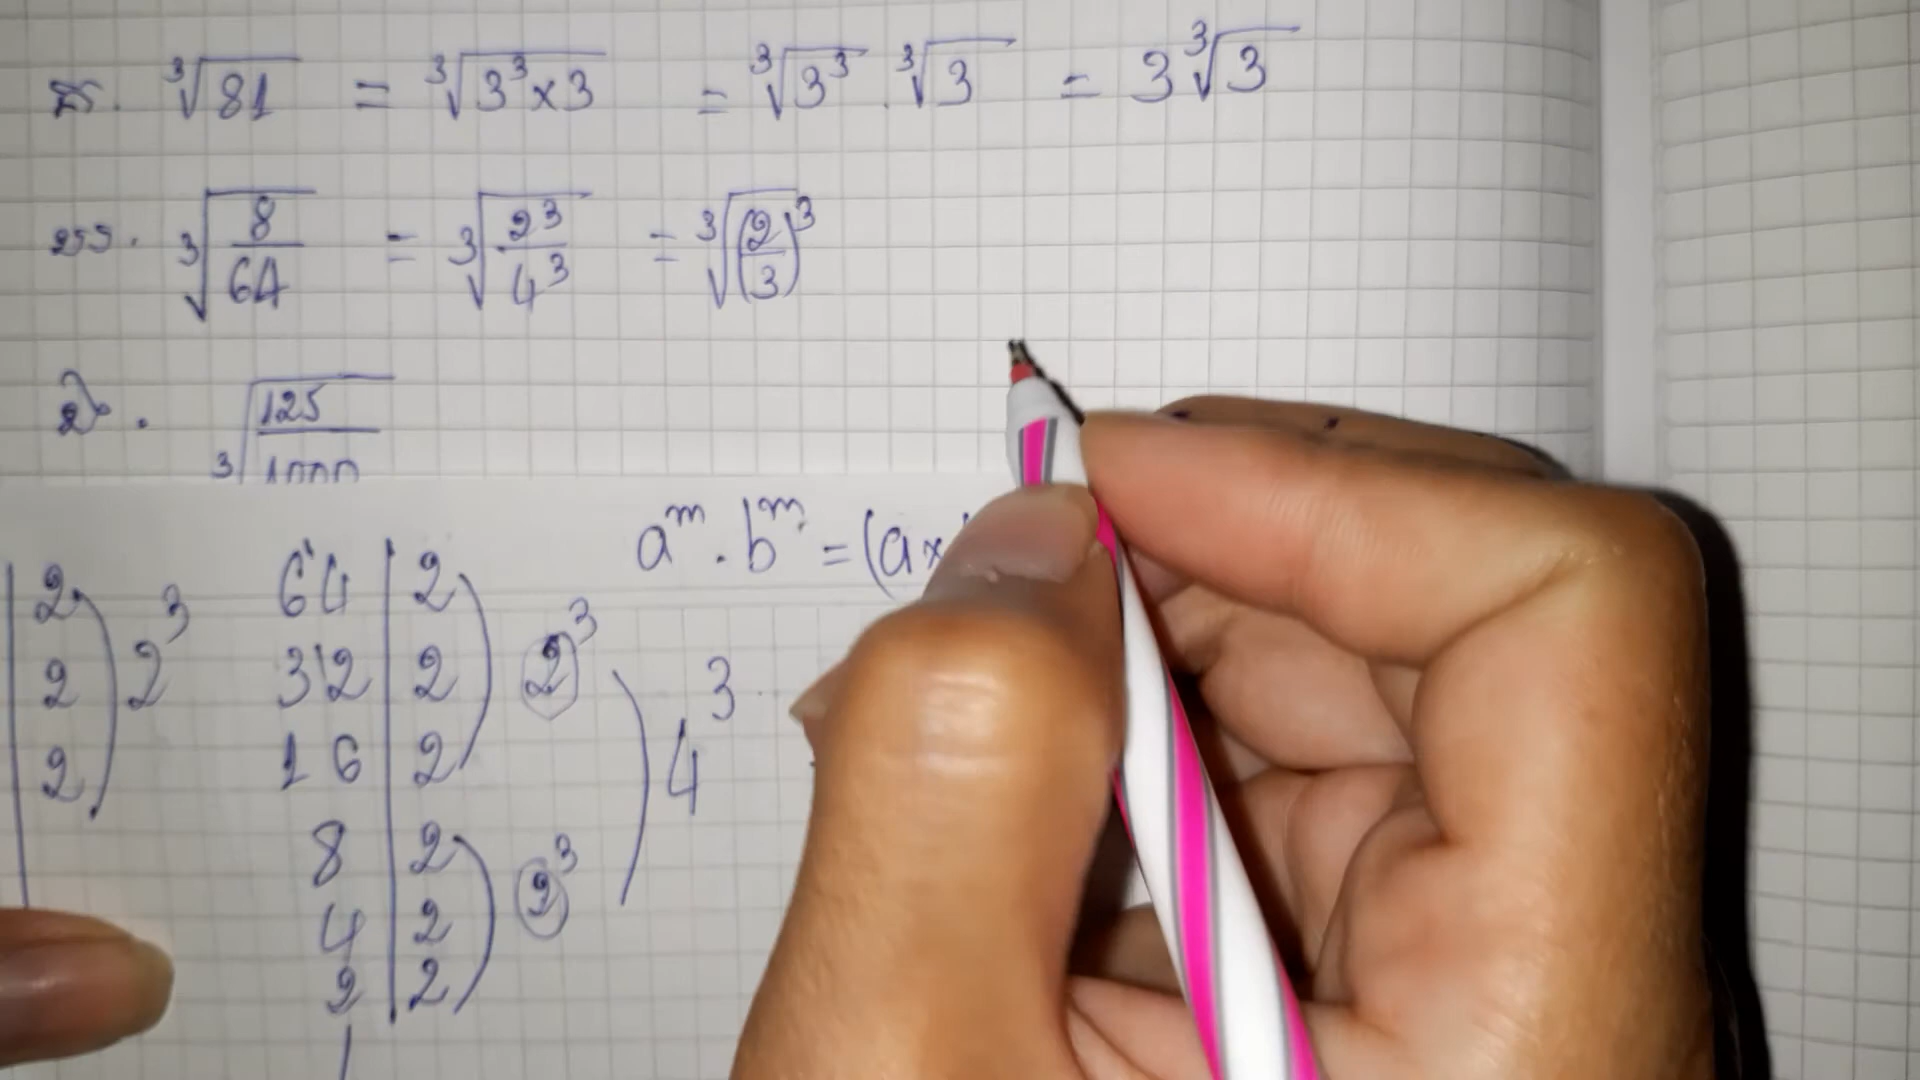 ∛81 = ∛(3³×3) = ∛3³ . ∛3 = 3∛3
∛(8/64) = ∛(2³/4³) = ∛(2/3)³
∛(125/1000)
aᵐ . bᵐ = (a×
2
2
2
2³
64 | 2
32 | 2
16 | 2
2³
8 | 2
4 | 2
2 | 2
2³
4³
1